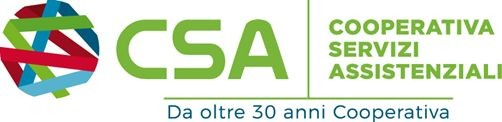 CSA
COOPERATIVA
SERVIZI
ASSISTENZIALI
Da oltre 30 anni Cooperativa